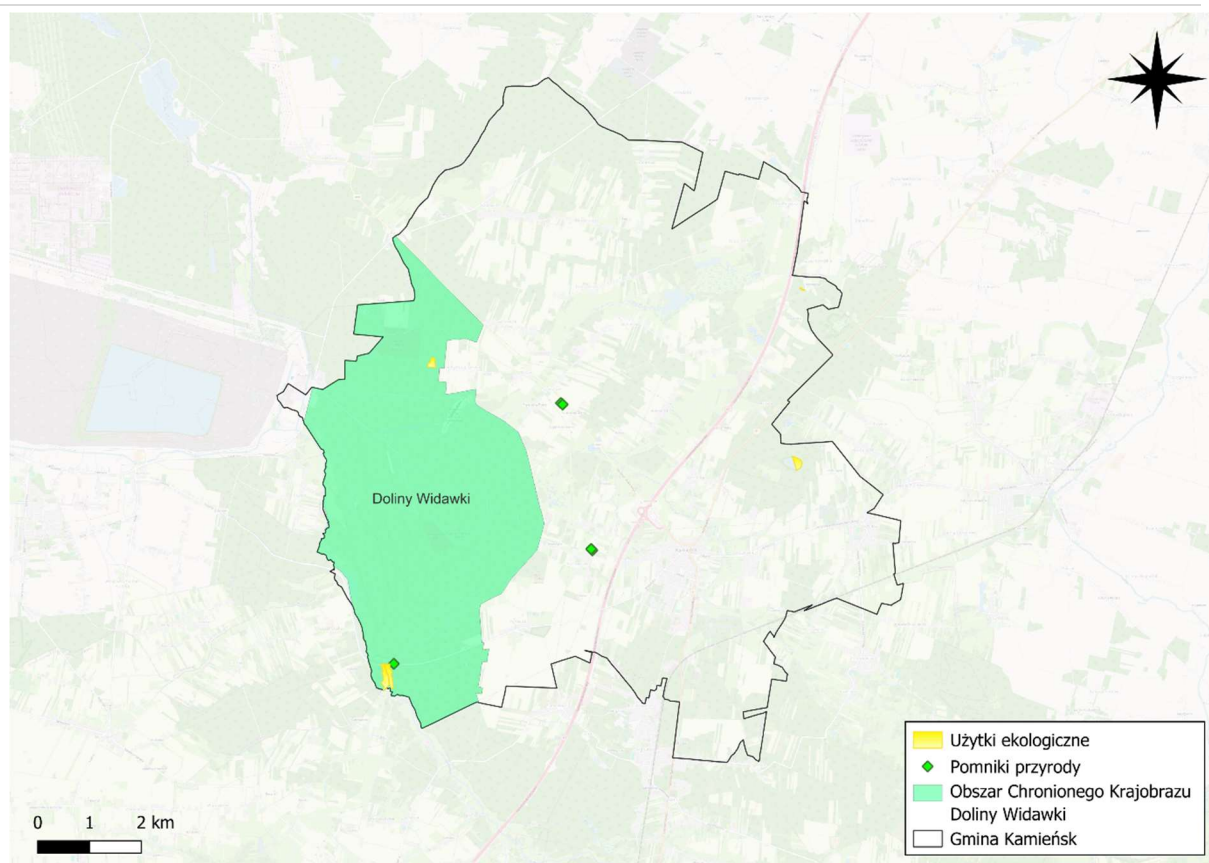 Doliny Widawki
0 1 2 km
Użytki ekologiczne
Pomniki przyrody
Obszar Chronionego Krajobrazu
Doliny Widawki
Gmina Kamieńsk